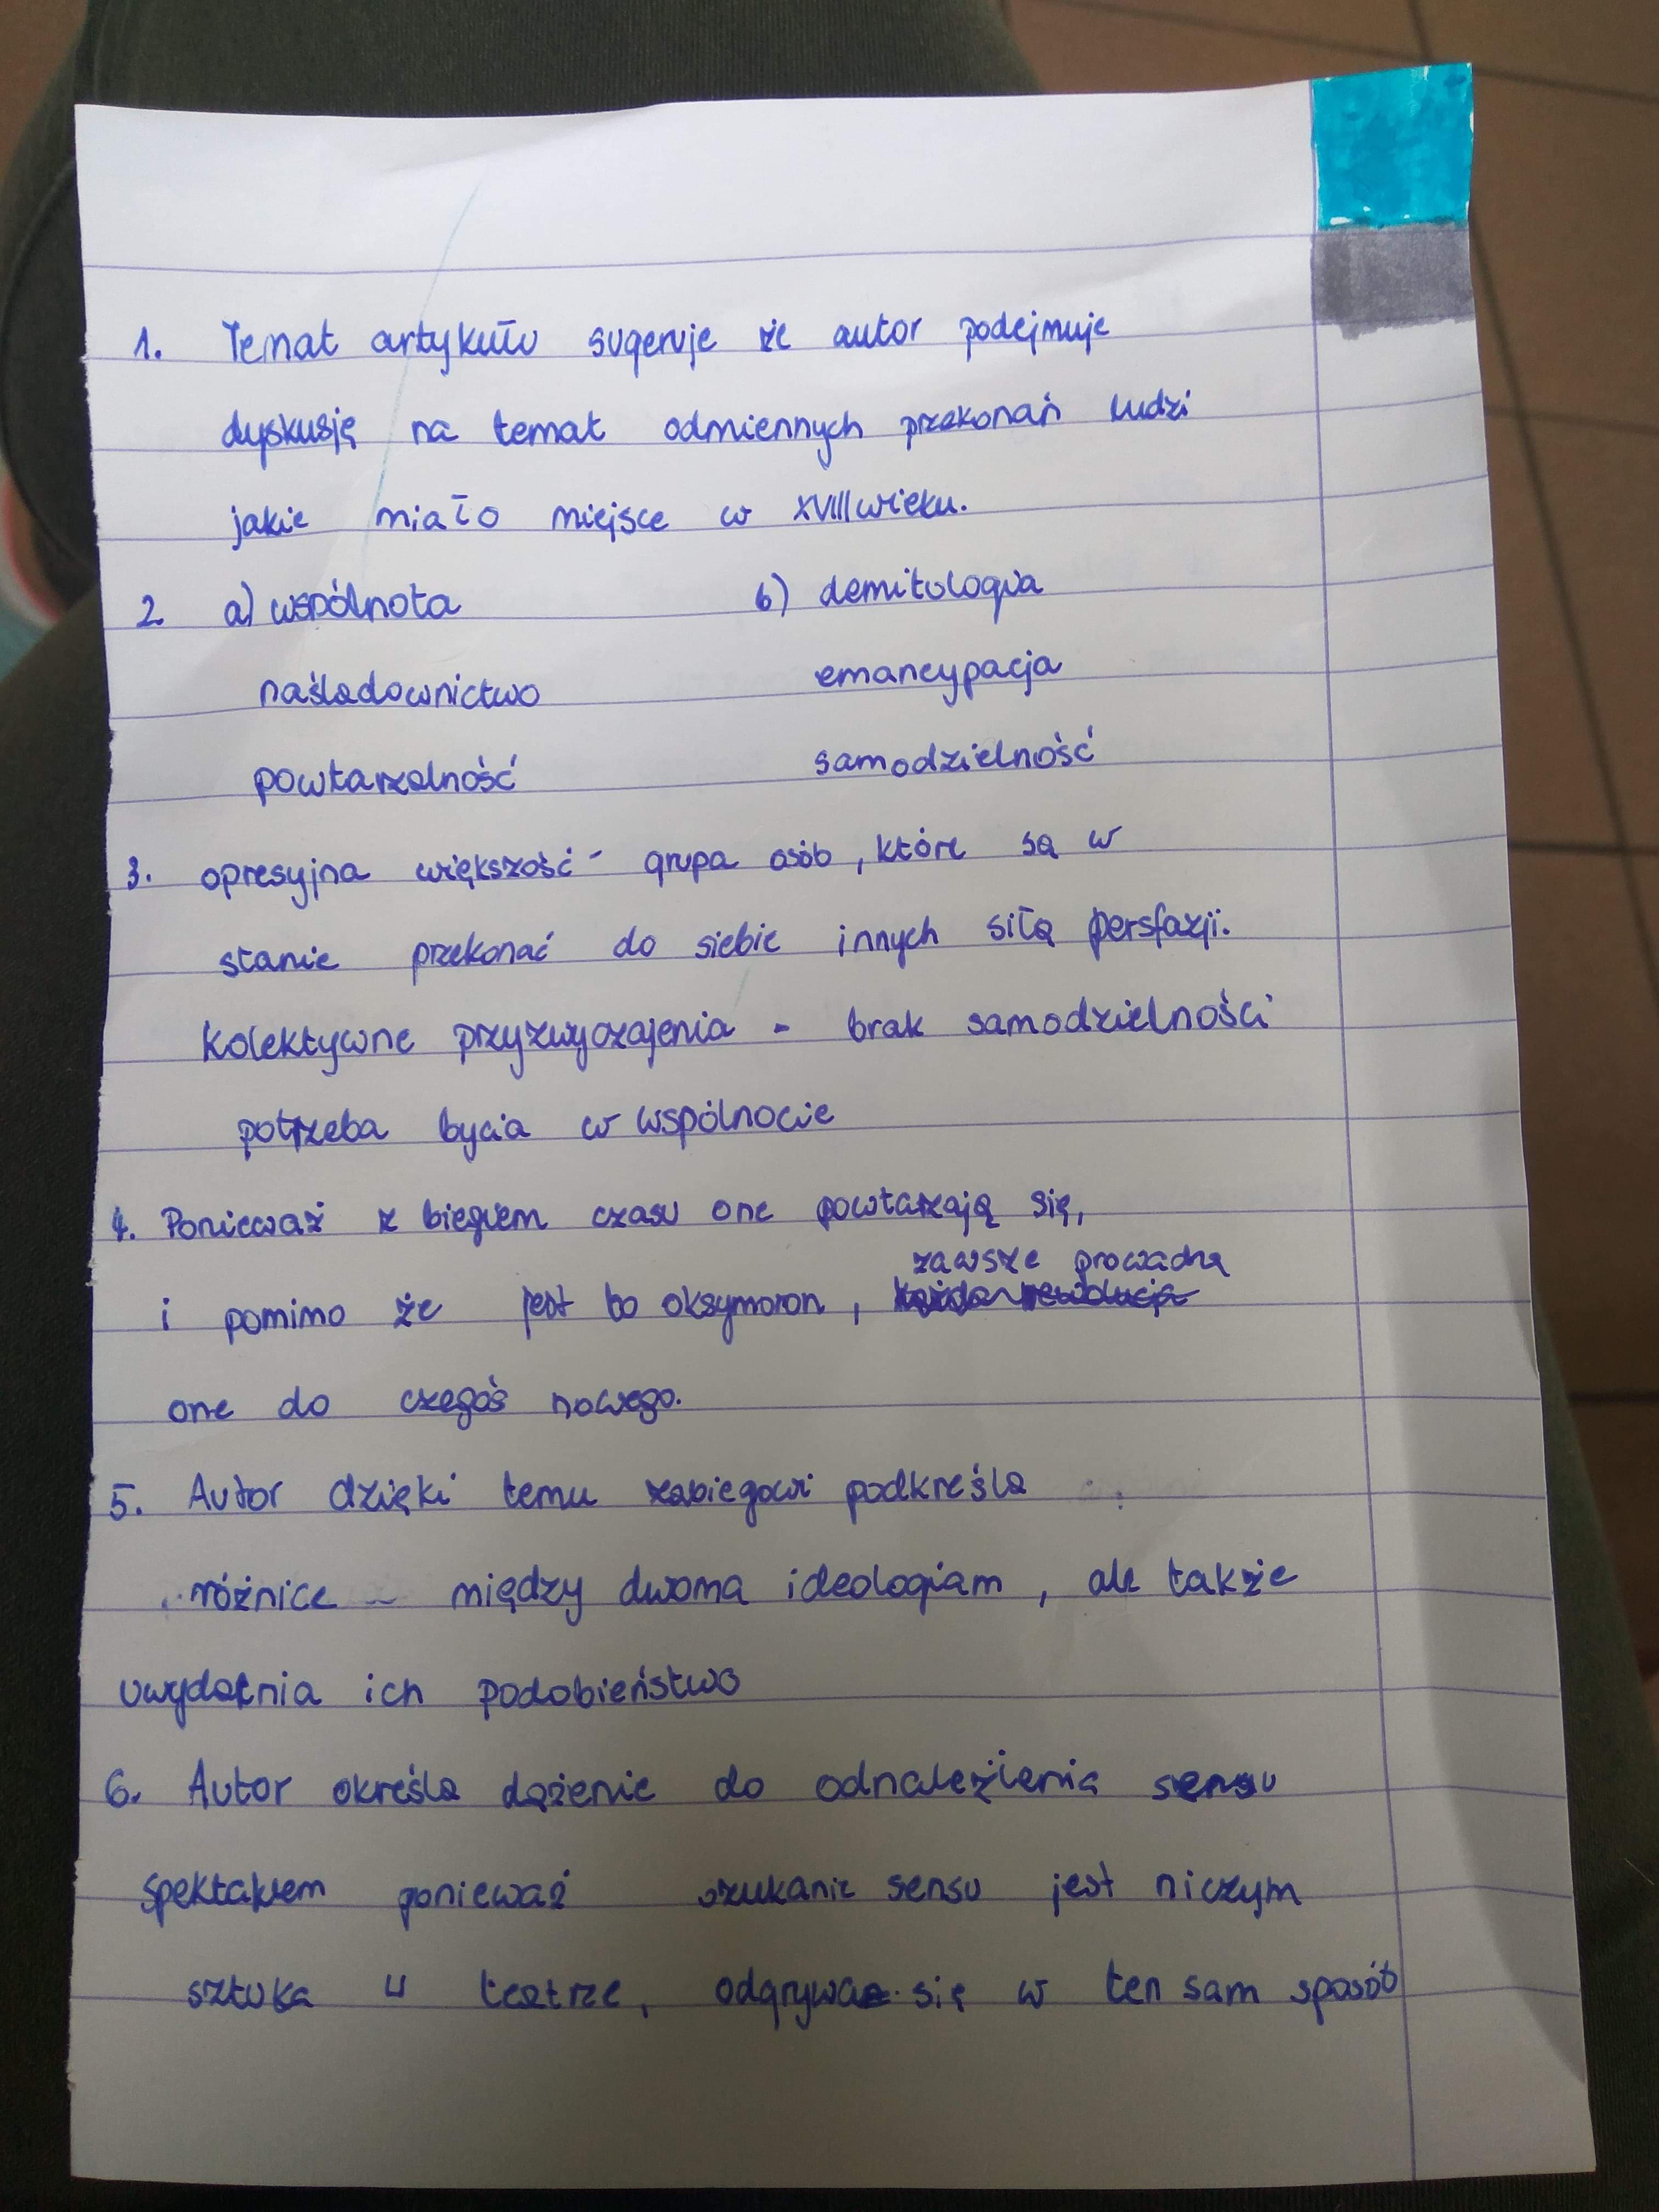 1. Temat artykułu sugeruje że autor podejmuje
dyskusję na temat odmiennych przekonań ludzi
jakie miało miejsce w XVIII wieku.
2. a) wspólnota b) demitologia
naśladownictwo emancypacja
powtarzalność samodzielność
3. opresyjna większość - grupa osób, które są w
stanie przekonać do siebie innych siłą persfazji.
kolektywne przyzwyczajenia - brak samodzielności
potrzeba bycia w wspólnocie
4. Ponieważ z biegiem czasu one powtarzają się,
zawsze prowadzą
i pomimo że jest to oksymoron,
one do czegoś nowego.
5. Autor dzięki temu zabiegowi podkreśla
różnice między dwoma ideologiam, ale także
uwydatnia ich podobieństwo
6. Autor określa dążenie do odnalezienia sensu
spektaklem ponieważ szukanie sensu jest niczym
sztuka w teatrze, odgrywa się w ten sam sposób